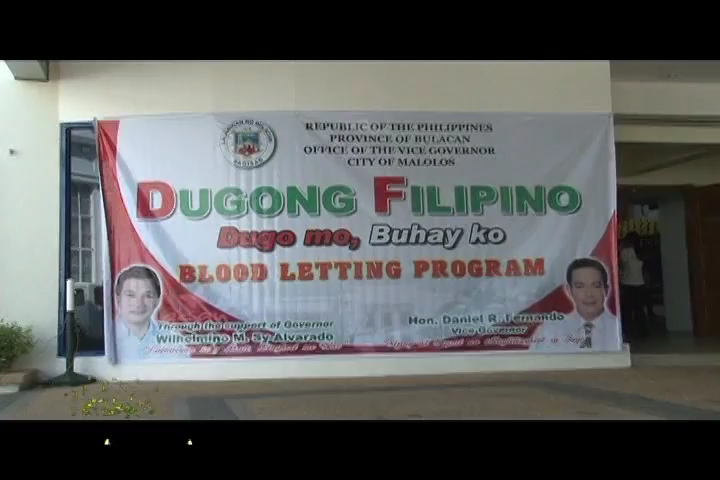 REPUBLIC OF THE PHILIPPINES
PROVINCE OF BULACAN
OFFICE OF THE VICE GOVERNOR
CITY OF MALOLOS
DUGONG FILIPINO
Dugo mo, Buhay ko
BLOOD LETTING PROGRAM
Through the support of Governor
Wilhelmino M. Sy Alvarado
Hon. Daniel R. Fernando
Vice Governor